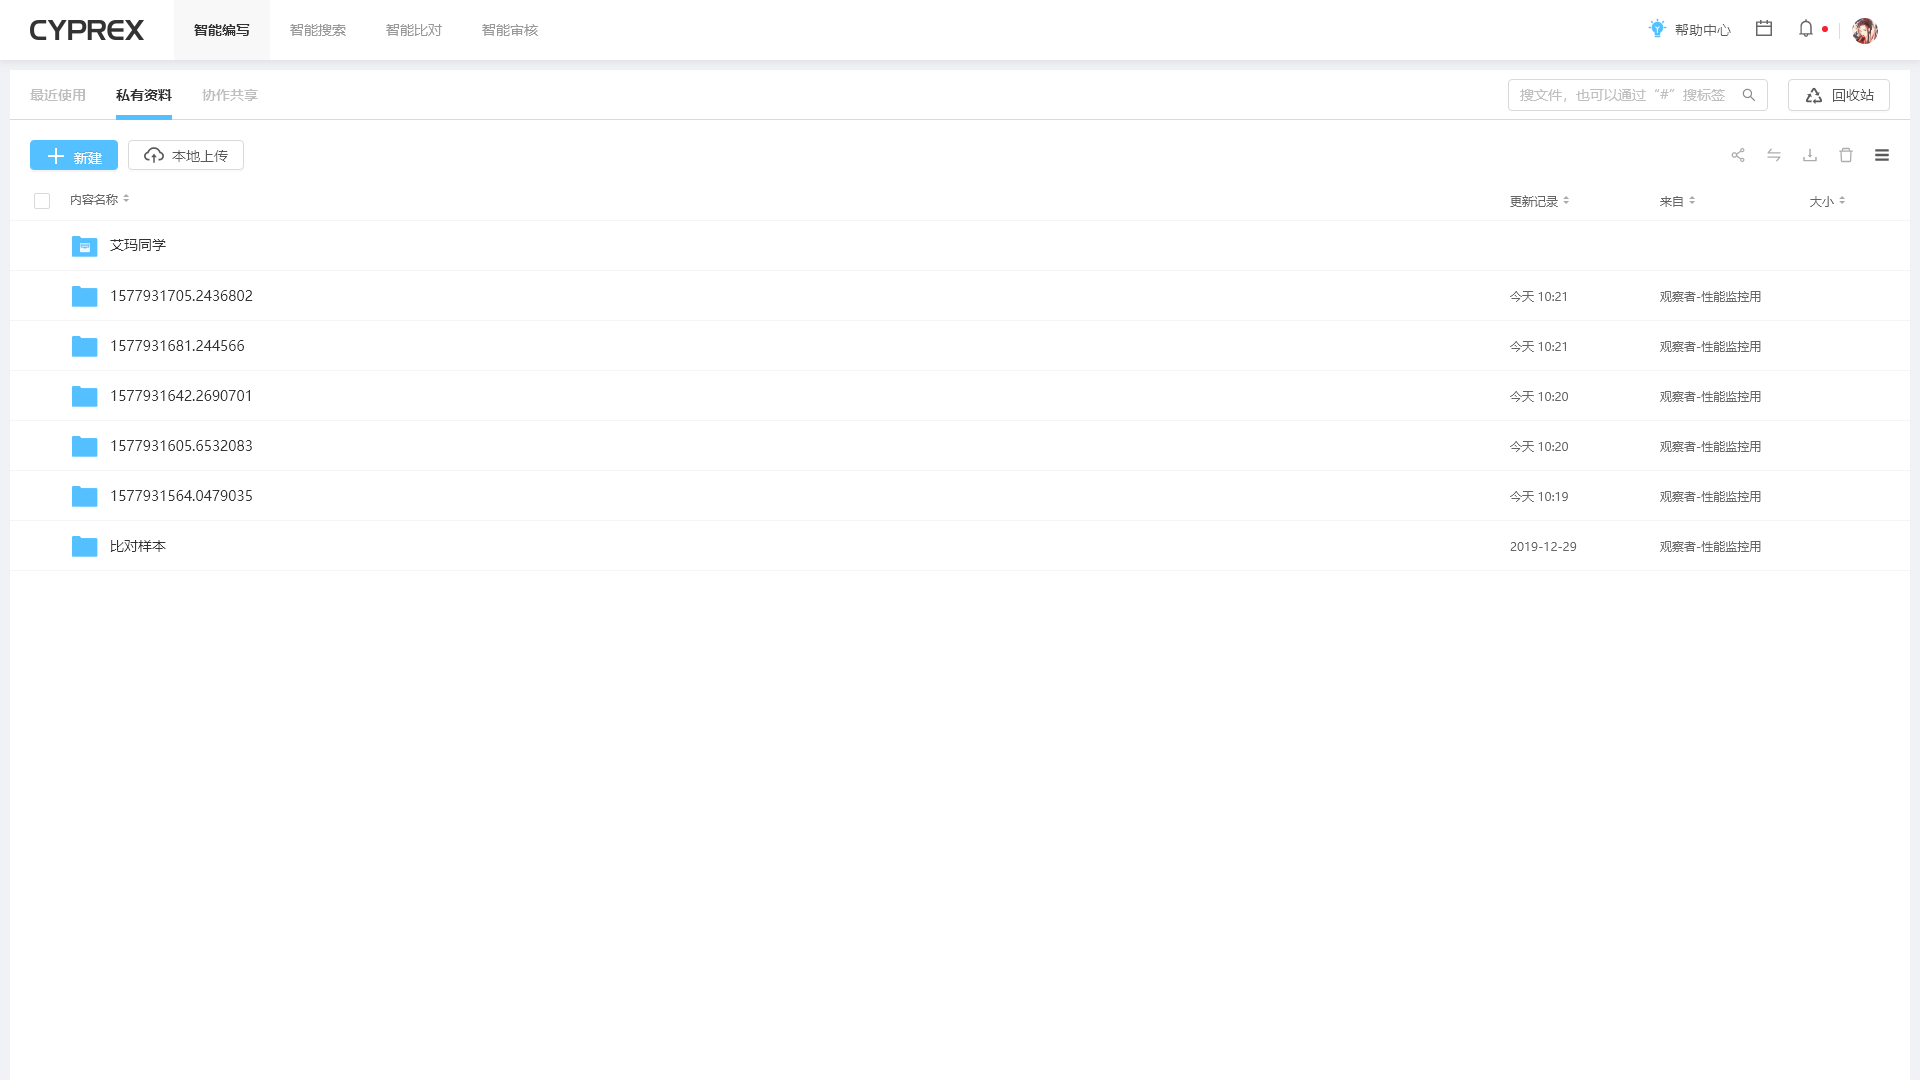 CYPREX 智能编写 智能搜索 智能比对 智能审核 帮助中心
最近使用 私有资料 协作共享 搜文件，也可以通过“#”搜标签 回收站
新建 本地上传
内容名称 更新记录 来自 大小
艾玛同学
1577931705.2436802 今天 10:21 观察者-性能监控用
1577931681.244566 今天 10:21 观察者-性能监控用
1577931642.2690701 今天 10:20 观察者-性能监控用
1577931605.6532083 今天 10:20 观察者-性能监控用
1577931564.0479035 今天 10:19 观察者-性能监控用
比对样本 2019-12-29 观察者-性能监控用